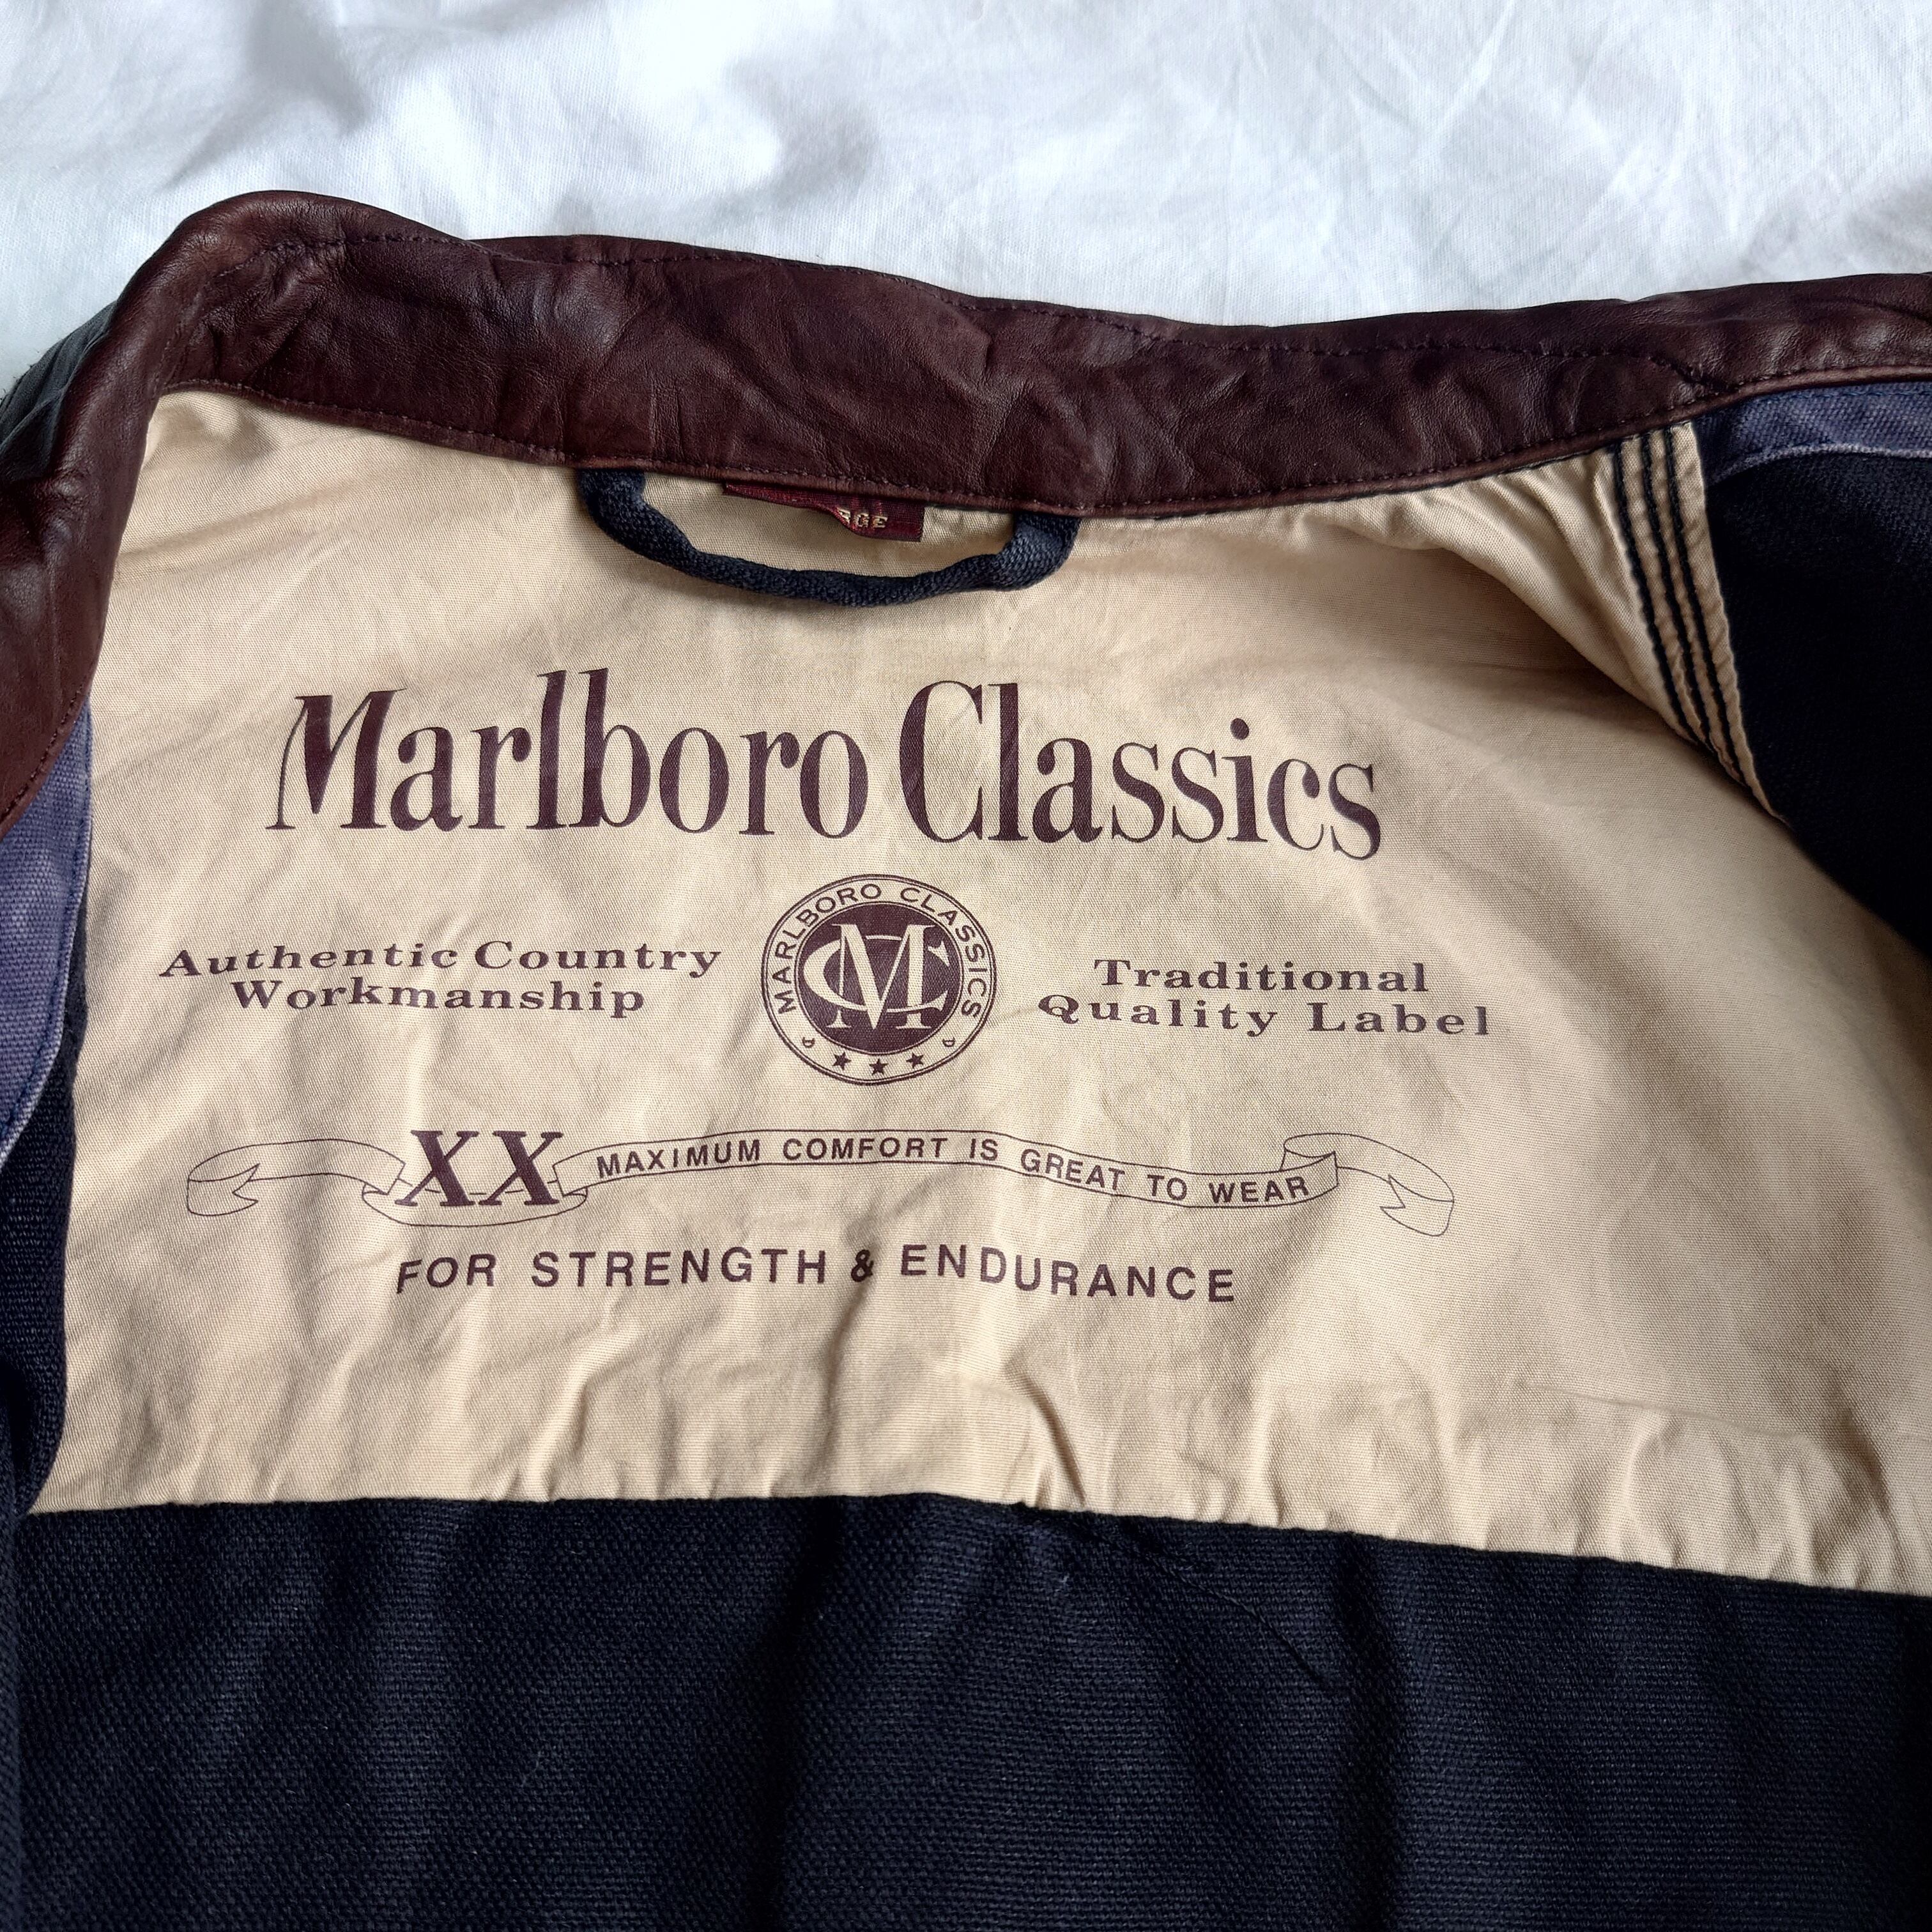 RGE
Marlboro Classics
MARLBORO CLASSICS
MC
Authentic Country
Workmanship
Traditional
Quality Label
XX MAXIMUM COMFORT IS GREAT TO WEAR
FOR STRENGTH & ENDURANCE